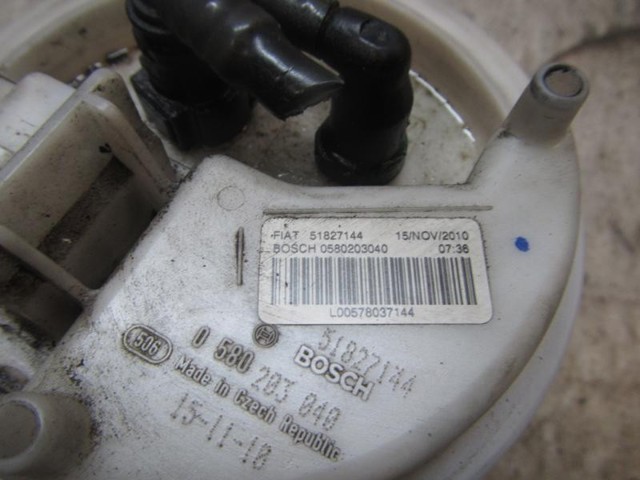 FIAT 51827144 15/NOV/2010
BOSCH 0580203040 07:36
L00578037144
51827144
BOSCH
0 580 203 040
506
Made in Czech Republic
15-11-10